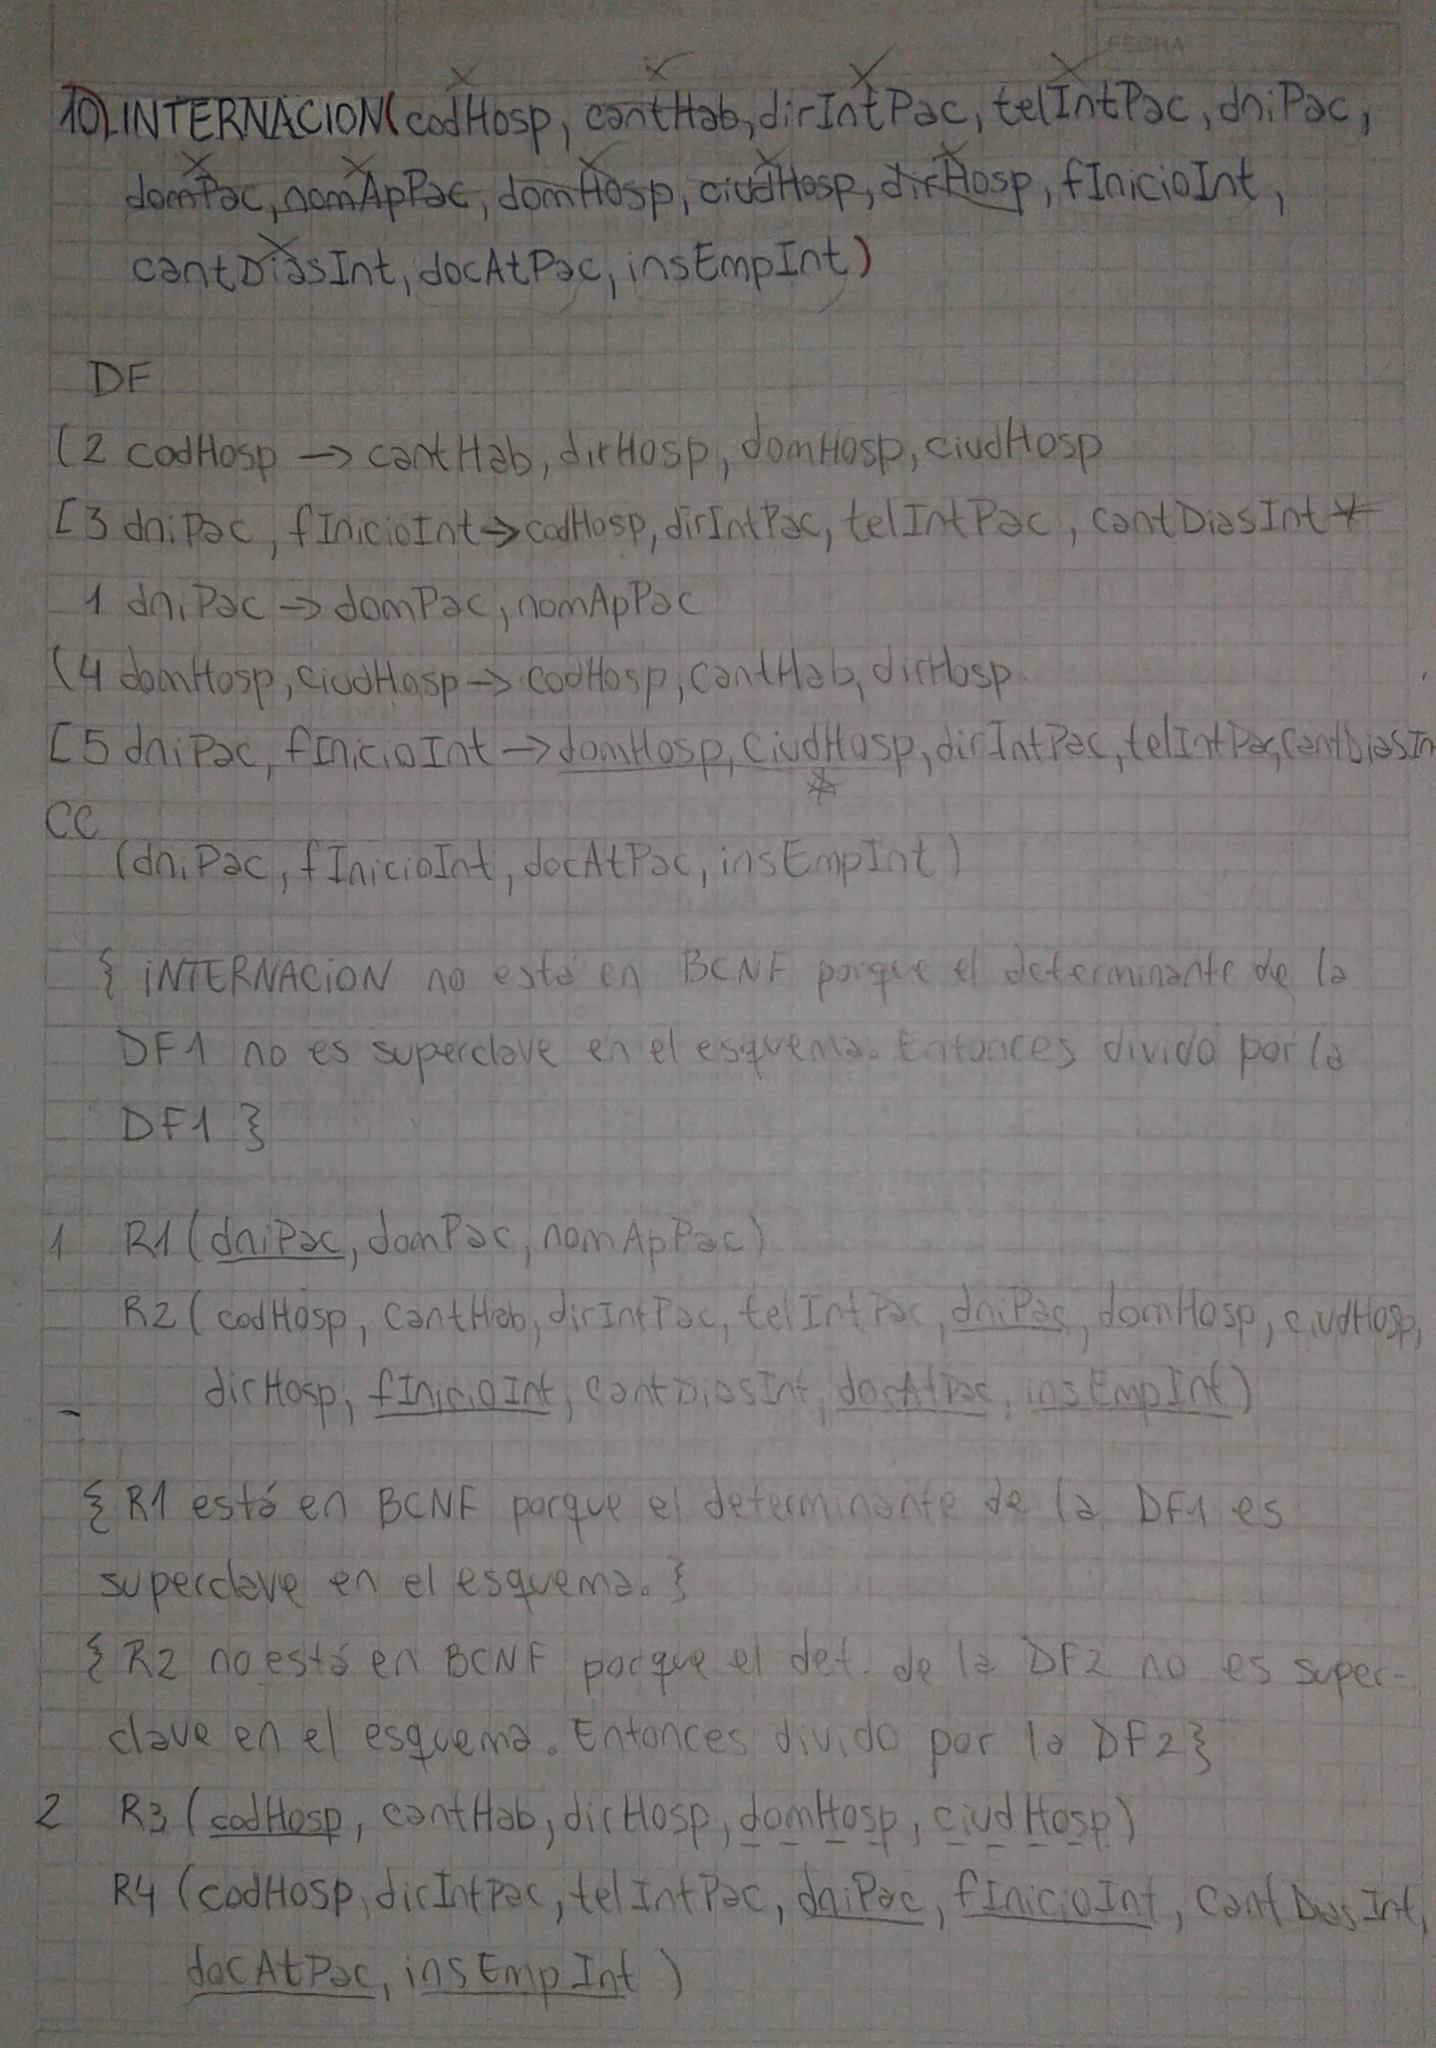 FECHA
10) INTERNACION(codHosp, cantHab, dirIntPac, telIntPac, dniPac,
domPac, nomApPac, domHosp, ciudHosp, dirHosp, fInicioInt,
cantDiasInt, docAtPac, insEmpInt)
DF
(2 codHosp → cantHab, dirHosp, domHosp, ciudHosp
[3 dniPac, fInicioInt → codHosp, dirIntPac, telIntPac, cantDiasInt *
1 dniPac → domPac, nomApPac
(4 domHosp, ciudHosp → codHosp, cantHab, dirHosp
[5 dniPac, fInicioInt → domHosp, ciudHosp, dirIntPac, telIntPac, cantDiasIn
*
CC
(dniPac, fInicioInt, docAtPac, insEmpInt)
{ INTERNACION no está en BCNF porque el determinante de la
DF1 no es superclave en el esquema. Entonces divido por la
DF1 }
1 R1 (dniPac, domPac, nomApPac)
R2 (codHosp, cantHab, dirIntPac, telIntPac, dniPac, domHosp, ciudHosp,
dirHosp, fInicioInt, cantDiasInt, docAtPac, insEmpInt)
{ R1 está en BCNF porque el determinante de la DF1 es
superclave en el esquema. }
{ R2 no está en BCNF porque el det. de la DF2 no es super-
clave en el esquema. Entonces divido por la DF2 }
2 R3 (codHosp, cantHab, dirHosp, domHosp, ciudHosp)
R4 (codHosp, dirIntPac, telIntPac, dniPac, fInicioInt, cantDiasInt,
docAtPac, insEmpInt)